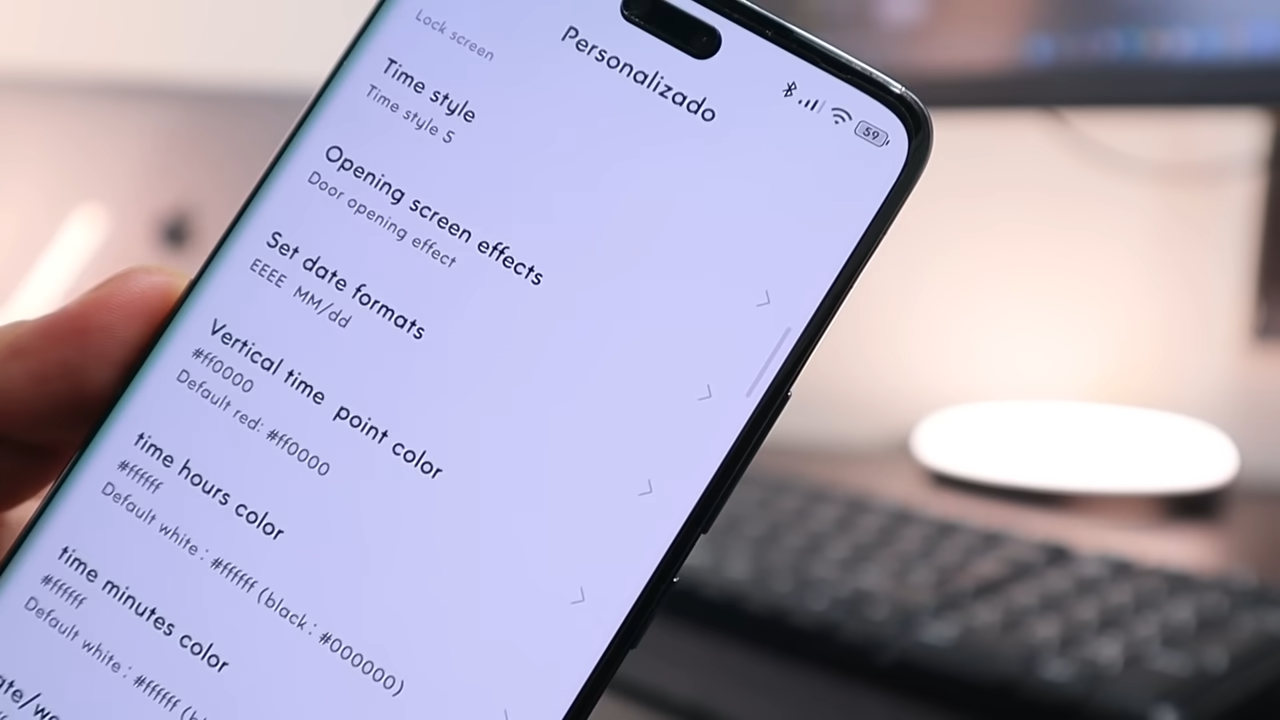 Personalizado
59
Lock screen
Time style
Time style 5
Opening screen effects
Door opening effect
Set date formats
EEEE MM/dd
Vertical time point color
#ff0000
Default red: #ff0000
time hours color
#ffffff
Default white : #ffffff (black : #000000)
time minutes color
#ffffff
Default white : #ffffff (bl